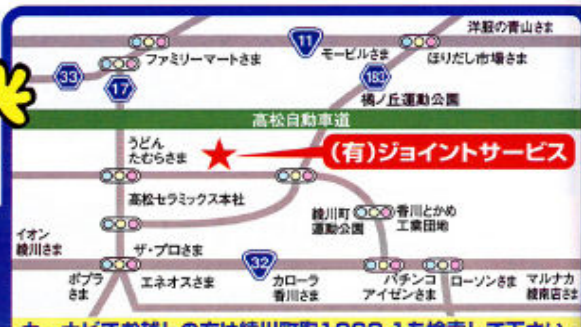 洋服の青山さま
11
ファミリーマートさま
モービルさま
ほりだし市場さま
33
17
183
橘ノ丘運動公園
高松自動車道
うどん
たむらさま
(有)ジョイントサービス
高松セラミックス本社
綾川町
運動公園
香川とかめ
工業団地
イオン
綾川さま
ザ・プロさま
32
ポプラ
さま
エネオスさま
カローラ
香川さま
パチンコ
アイゼンさま
ローソンさま
マルナカ
綾南店さま